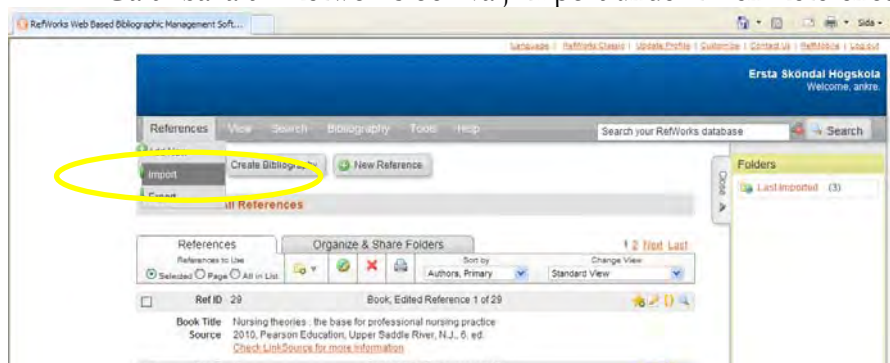 RefWorks Web Based Bibliographic Management Soft...
Sida
Language | RefWorks Classic | Update Profile | Customize | Contact Us | RefMobile | Log out
Ersta Sköndal Högskola
Welcome, ankre.
References View Search Bibliography Tools Help
Search your RefWorks database Search
Add New
Import
Export
Create Bibliography
New Reference
All References
Close
Folders
Last Imported (3)
References
Organize & Share Folders
1 2 Next Last
References to Use
Selected Page All in List
Sort by
Authors, Primary
Change View
Standard View
Ref ID 29
Book, Edited Reference 1 of 29
Book Title Nursing theories : the base for professional nursing practice
Source 2010, Pearson Education, Upper Saddle River, N.J., 6. ed.
Check LinkSource for more information